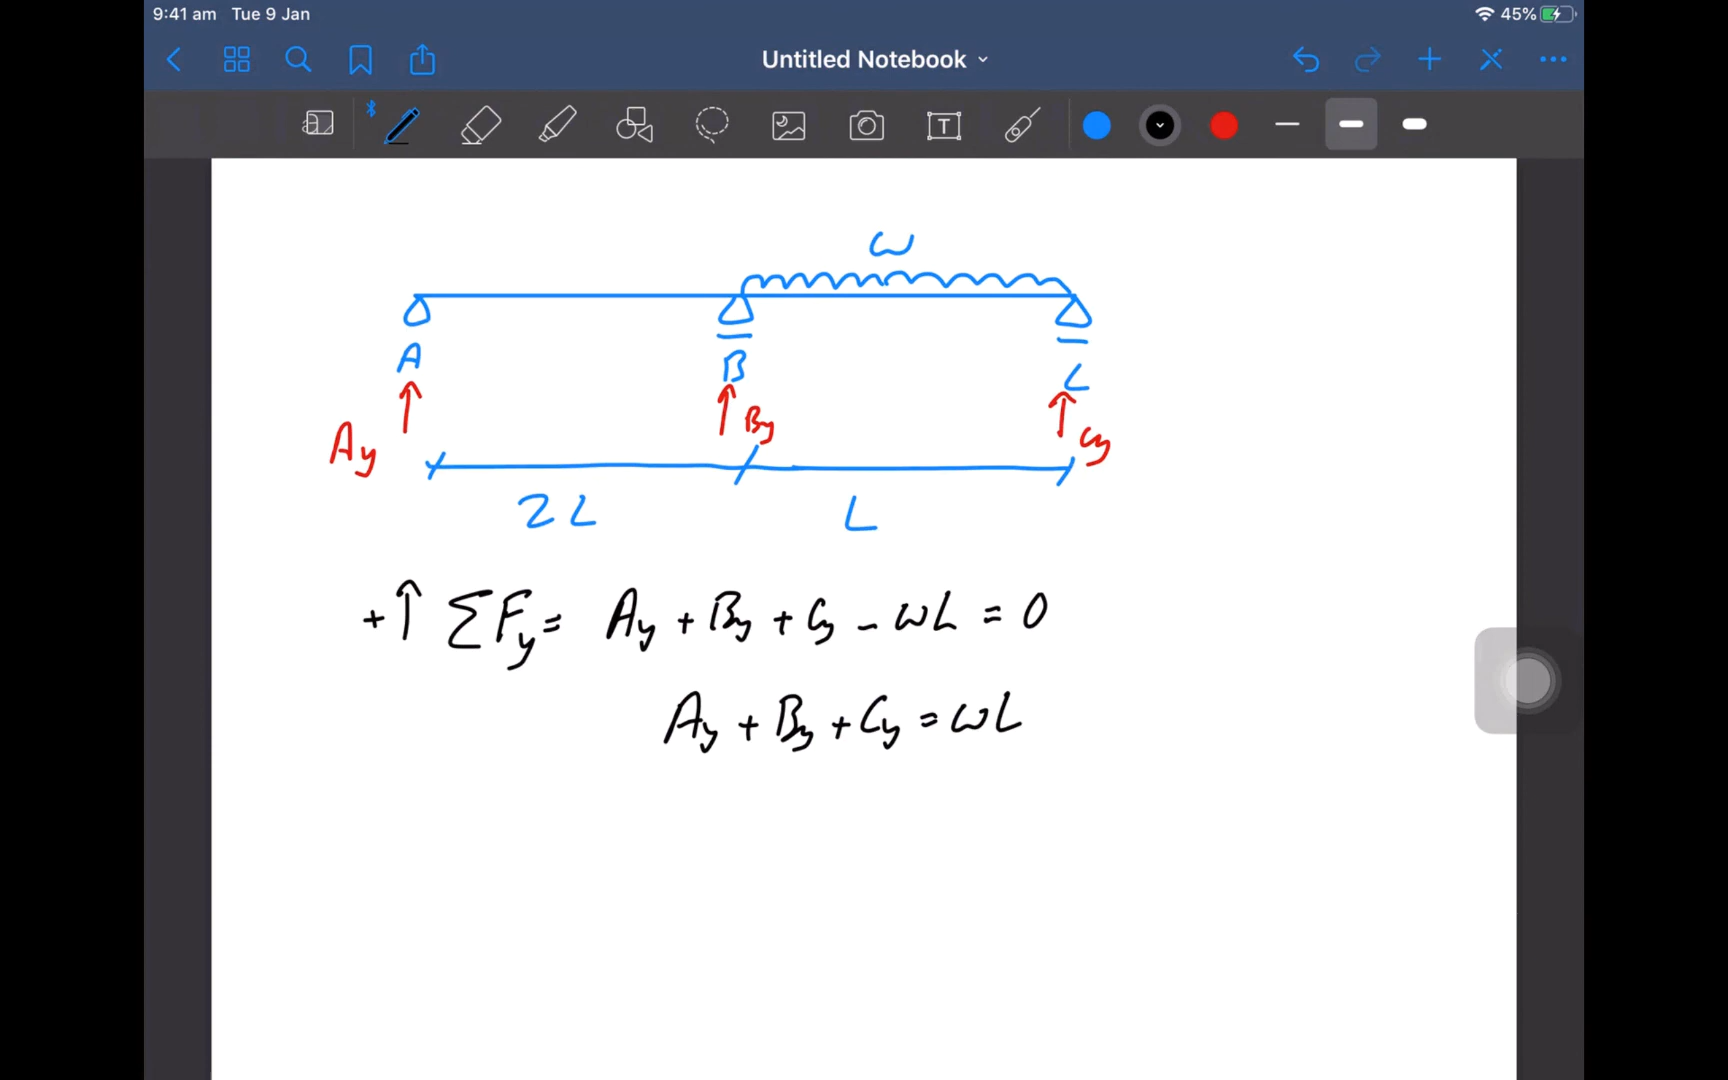 9:41 am Tue 9 Jan
45%
Untitled Notebook
a
T
ω
A
B
C
Ay
By
Cy
2L
L
+↑ ΣFy = Ay + By + Cy - ωL = 0
Ay + By + Cy = ωL